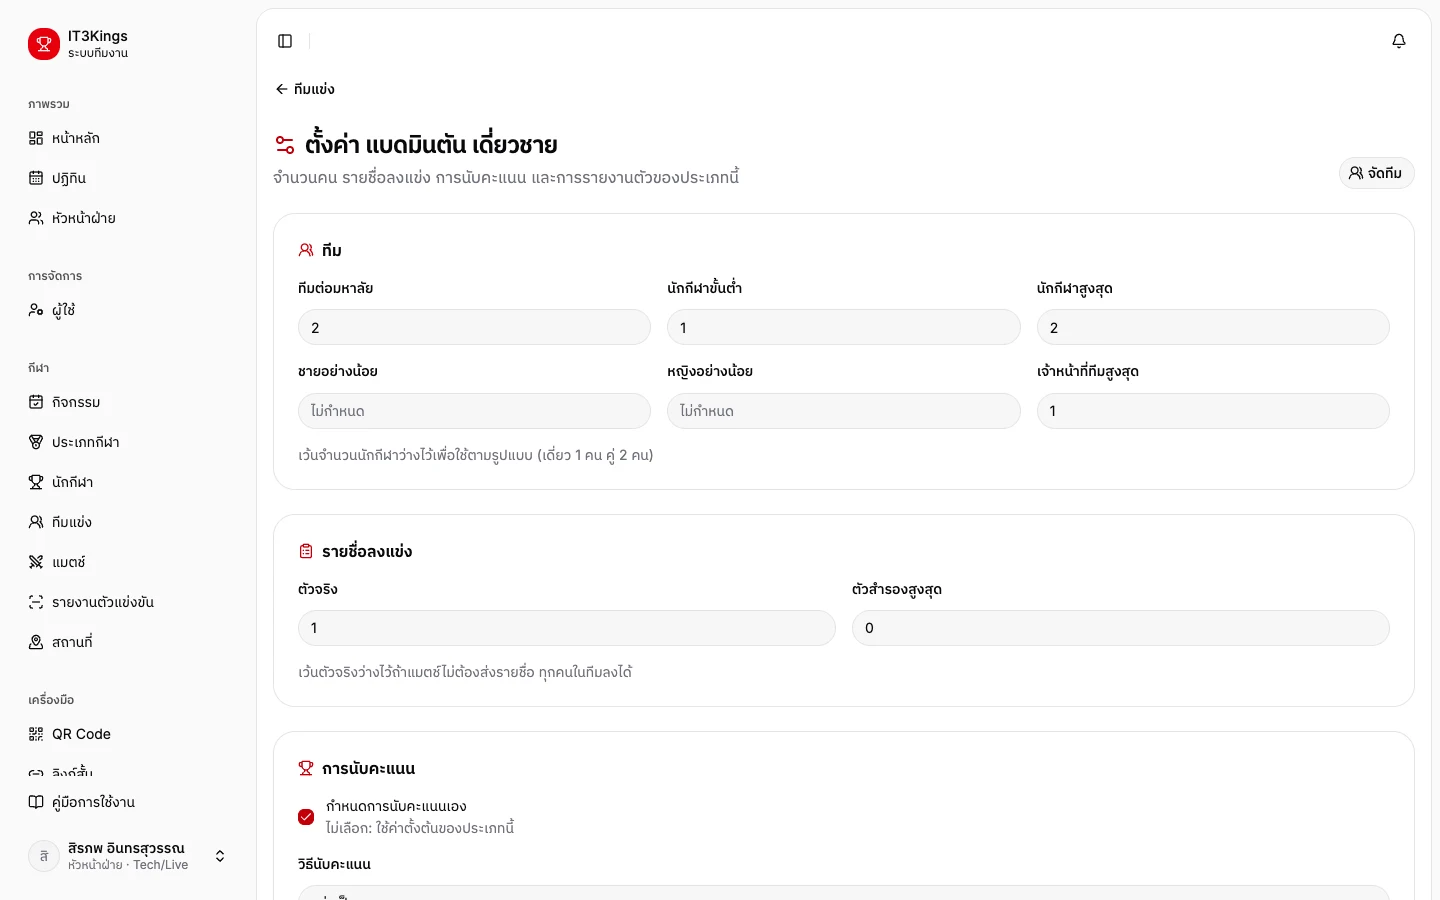 IT3Kings
ระบบทีมงาน
ภาพรวม
หน้าหลัก
ปฏิทิน
หัวหน้าฝ่าย
การจัดการ
ผู้ใช้
กีฬา
กิจกรรม
ประเภทกีฬา
นักกีฬา
ทีมแข่ง
แมตช์
รายงานตัวแข่งขัน
สถานที่
เครื่องมือ
QR Code
ลิงก์สั้น
คู่มือการใช้งาน
สิ
สิรภพ อินทรสุวรรณ
หัวหน้าฝ่าย · Tech/Live
ทีมแข่ง
ตั้งค่า แบดมินตัน เดี่ยวชาย
จำนวนคน รายชื่อลงแข่ง การนับคะแนน และการรายงานตัวของประเภทนี้
จัดทีม
ทีม
ทีมต่อมหาลัย
นักกีฬาขั้นต่ำ
นักกีฬาสูงสุด
2
1
2
ชายอย่างน้อย
หญิงอย่างน้อย
เจ้าหน้าที่ทีมสูงสุด
ไม่กำหนด
ไม่กำหนด
1
เว้นจำนวนนักกีฬาว่างไว้เพื่อใช้ตามรูปแบบ (เดี่ยว 1 คน คู่ 2 คน)
รายชื่อลงแข่ง
ตัวจริง
ตัวสำรองสูงสุด
1
0
เว้นตัวจริงว่างไว้ถ้าแมตช์ไม่ต้องส่งรายชื่อ ทุกคนในทีมลงได้
การนับคะแนน
กำหนดการนับคะแนนเอง
ไม่เลือก: ใช้ค่าตั้งต้นของประเภทนี้
วิธีนับคะแนน